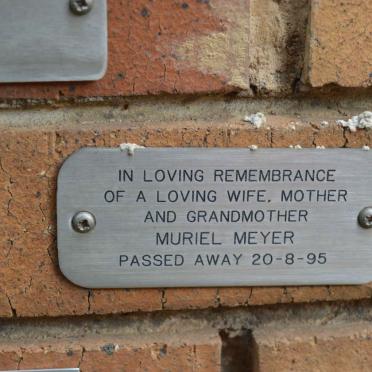 IN LOVING REMEMBRANCE
OF A LOVING WIFE, MOTHER
AND GRANDMOTHER
MURIEL MEYER
PASSED AWAY 20-8-95